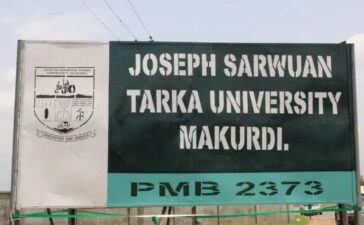 JOSEPH SARWUAN
TARKA UNIVERSITY
MAKURDI.
PMB 2373